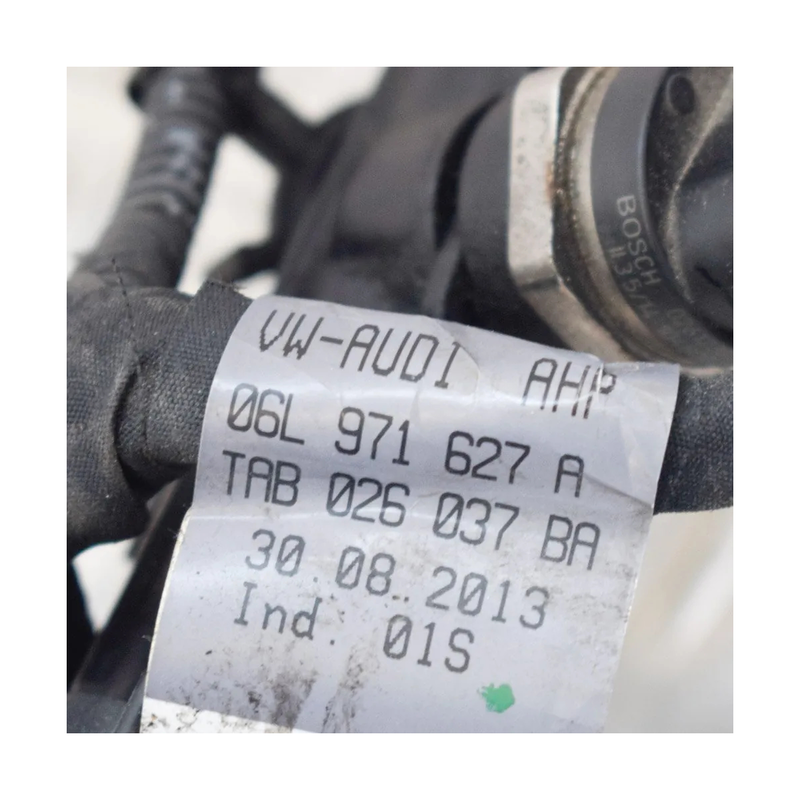 BOSCH
VW-AUDI AHP
06L 971 627 A
TAB 026 037 BA
30.08.2013
Ind. 01S